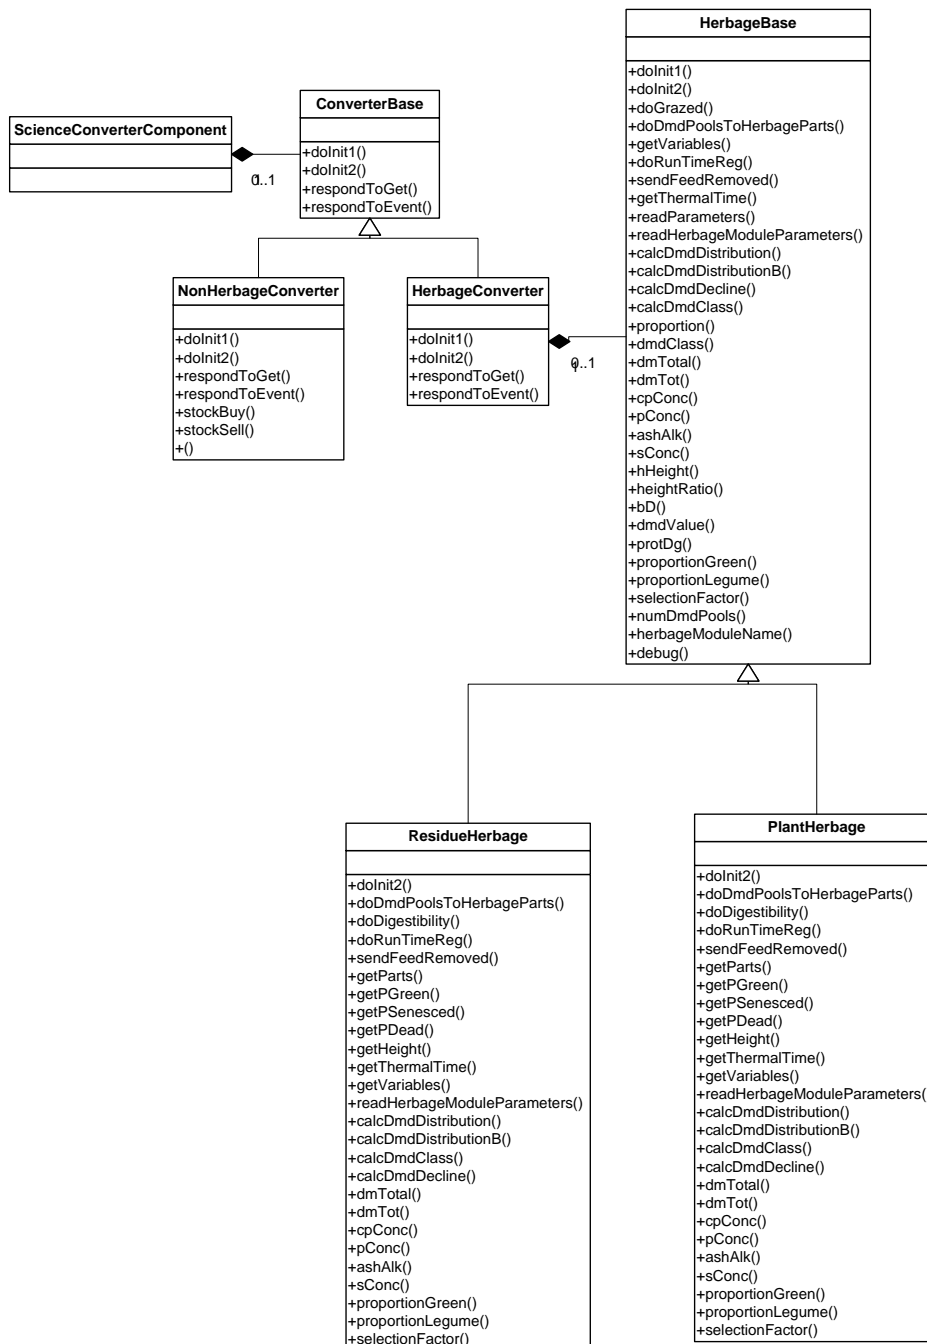 HerbageBase
+doInit1()
+doInit2()
+doGrazed()
+doDmdPoolsToHerbageParts()
+getVariables()
+doRunTimeReg()
+sendFeedRemoved()
+getThermalTime()
+readParameters()
+readHerbageModuleParameters()
+calcDmdDistribution()
+calcDmdDistributionB()
+calcDmdDecline()
+calcDmdClass()
+proportion()
+dmdClass()
+dmTotal()
+dmTot()
+cpConc()
+pConc()
+ashAlk()
+sConc()
+hHeight()
+heightRatio()
+bD()
+dmdValue()
+protDg()
+proportionGreen()
+proportionLegume()
+selectionFactor()
+numDmdPools()
+herbageModuleName()
+debug()
ConverterBase
+doInit1()
+doInit2()
+respondToGet()
+respondToEvent()
ScienceConverterComponent
NonHerbageConverter
+doInit1()
+doInit2()
+respondToGet()
+respondToEvent()
+stockBuy()
+stockSell()
+()
HerbageConverter
+doInit1()
+doInit2()
+respondToGet()
+respondToEvent()
ResidueHerbage
+doInit2()
+doDmdPoolsToHerbageParts()
+doDigestibility()
+doRunTimeReg()
+sendFeedRemoved()
+getParts()
+getPGreen()
+getPSenesced()
+getPDead()
+getHeight()
+getThermalTime()
+getVariables()
+readHerbageModuleParameters()
+calcDmdDistribution()
+calcDmdDistributionB()
+calcDmdClass()
+calcDmdDecline()
+dmTotal()
+dmTot()
+cpConc()
+pConc()
+ashAlk()
+sConc()
+proportionGreen()
+proportionLegume()
+selectionFactor()
PlantHerbage
+doInit2()
+doDmdPoolsToHerbageParts()
+doDigestibility()
+doRunTimeReg()
+sendFeedRemoved()
+getParts()
+getPGreen()
+getPSenesced()
+getPDead()
+getHeight()
+getThermalTime()
+getVariables()
+readHerbageModuleParameters(
+calcDmdDistribution()
+calcDmdDistributionB()
+calcDmdClass()
+calcDmdDecline()
+dmTotal()
+dmTot()
+cpConc()
+pConc()
+ashAlk()
+sConc()
+proportionGreen()
+proportionLegume()
+selectionFactor()